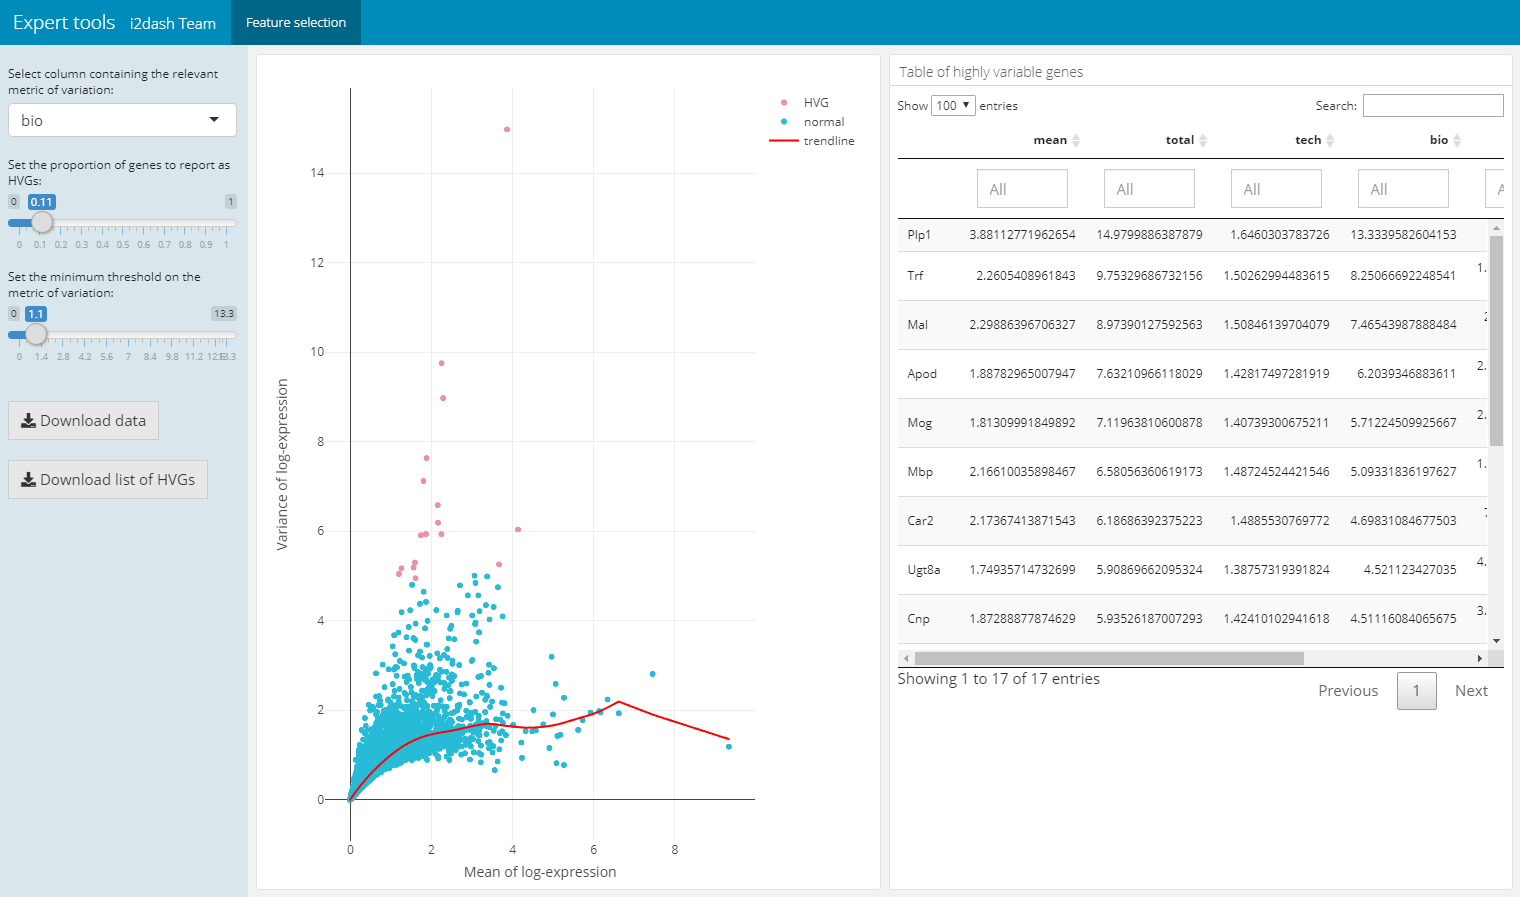 Expert tools i2dash Team Feature selection
Select column containing the relevant
metric of variation:
bio
Set the proportion of genes to report as
HVGs:
0 0.11 1
0 0.1 0.2 0.3 0.4 0.5 0.6 0.7 0.8 0.9 1
Set the minimum threshold on the
metric of variation:
0 1.1 13.3
0 1.4 2.8 4.2 5.6 7 8.4 9.8 11.2 13.3
Download data
Download list of HVGs
HVG
normal
trendline
14
12
10
8
6
4
2
0
0 2 4 6 8
Variance of log-expression
Mean of log-expression
Table of highly variable genes
Show 100 entries Search:
mean total tech bio
All All All All
Plp1 3.88112771962654 14.9799886387879 1.6460303783726 13.3339582604153
Trf 2.2605408961843 9.75329686732156 1.50262994483615 8.25066692248541 1.
Mal 2.29886396706327 8.97390127592563 1.50846139704079 7.46543987888484
Apod 1.88782965007947 7.63210966118029 1.42817497281919 6.2039346883611 2.
Mog 1.81309991849892 7.11963810600878 1.40739300675211 5.71224509925667 2.
Mbp 2.16610035898467 6.58056360619173 1.48724524421546 5.09331836197627 1.
Car2 2.17367413871543 6.18686392375223 1.4885530769772 4.69831084677503
Ugt8a 1.74935714732699 5.90869662095324 1.38757319391824 4.521123427035 4.
Cnp 1.87288877874629 5.93526187007293 1.42410102941618 4.51116084065675 3.
Showing 1 to 17 of 17 entries
Previous 1 Next